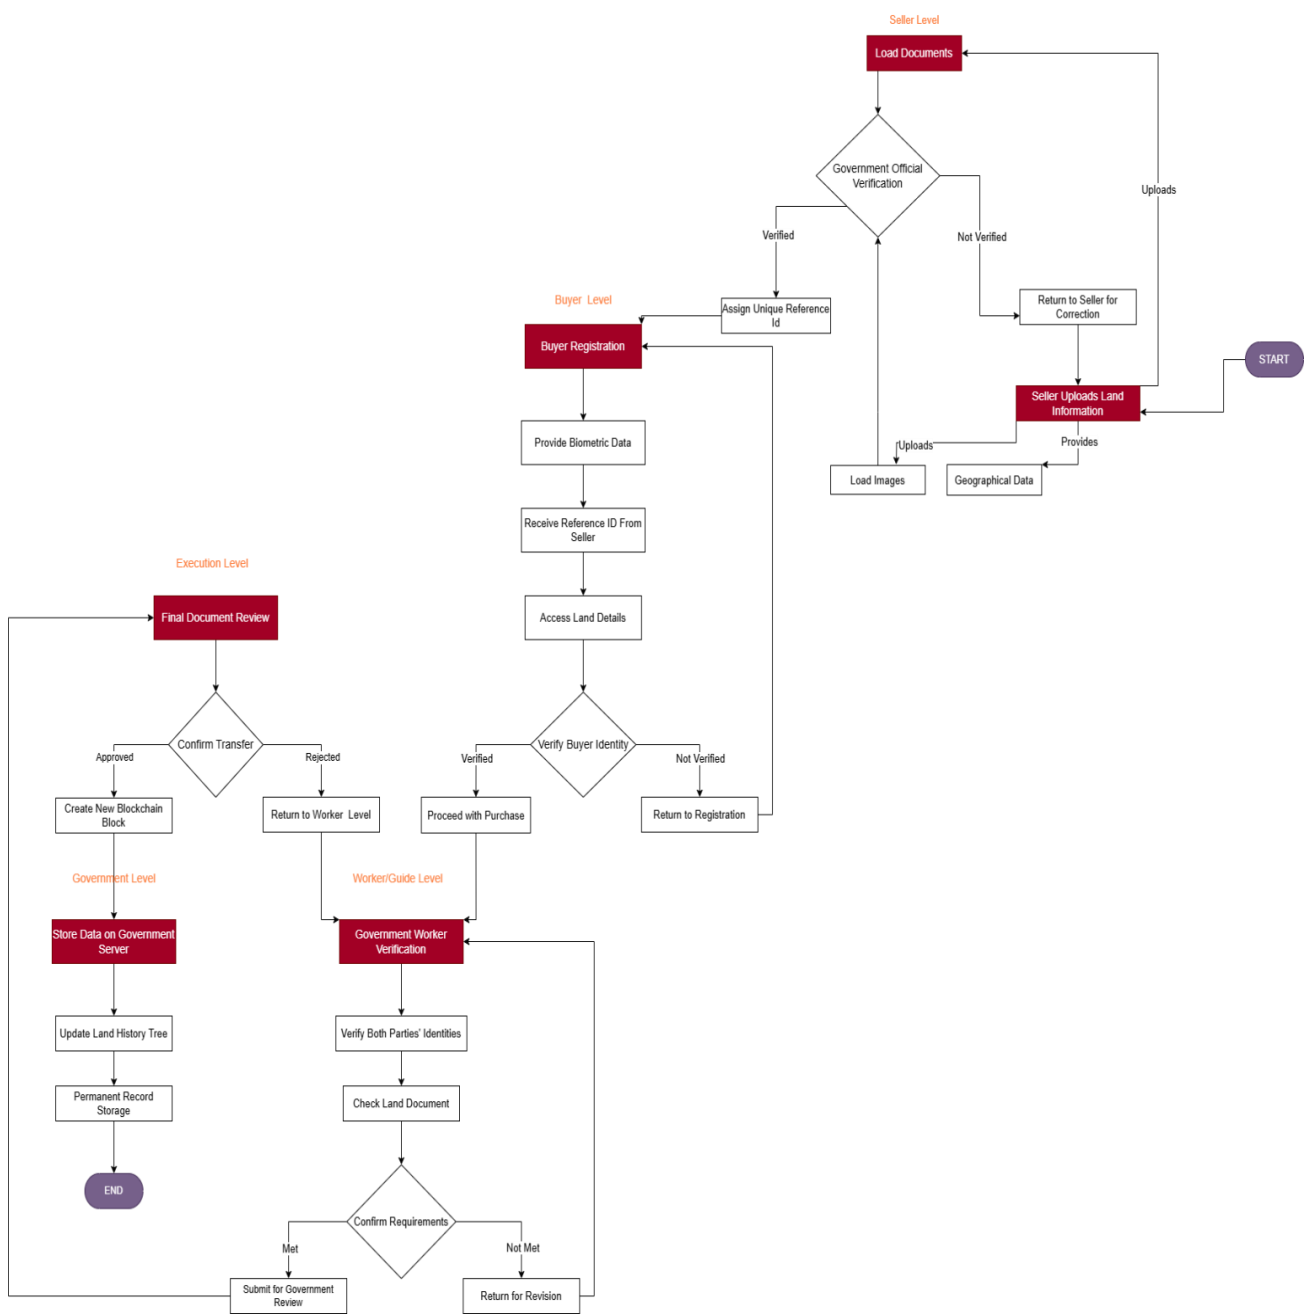 Seller Level
Load Documents
Government Official
Verification
Uploads
Verified
Not Verified
Buyer Level
Assign Unique Reference
Id
Return to Seller for
Correction
Buyer Registration
START
Seller Uploads Land
Information
Provide Biometric Data
Uploads
Provides
Load Images
Geographical Data
Receive Reference ID From
Seller
Execution Level
Final Document Review
Access Land Details
Confirm Transfer
Verify Buyer Identity
Approved
Rejected
Verified
Not Verified
Create New Blockchain
Block
Return to Worker Level
Proceed with Purchase
Return to Registration
Government Level
Worker/Guide Level
Store Data on Government
Server
Government Worker
Verification
Update Land History Tree
Verify Both Parties' Identities
Permanent Record
Storage
Check Land Document
END
Confirm Requirements
Met
Not Met
Submit for Government
Review
Return for Revision